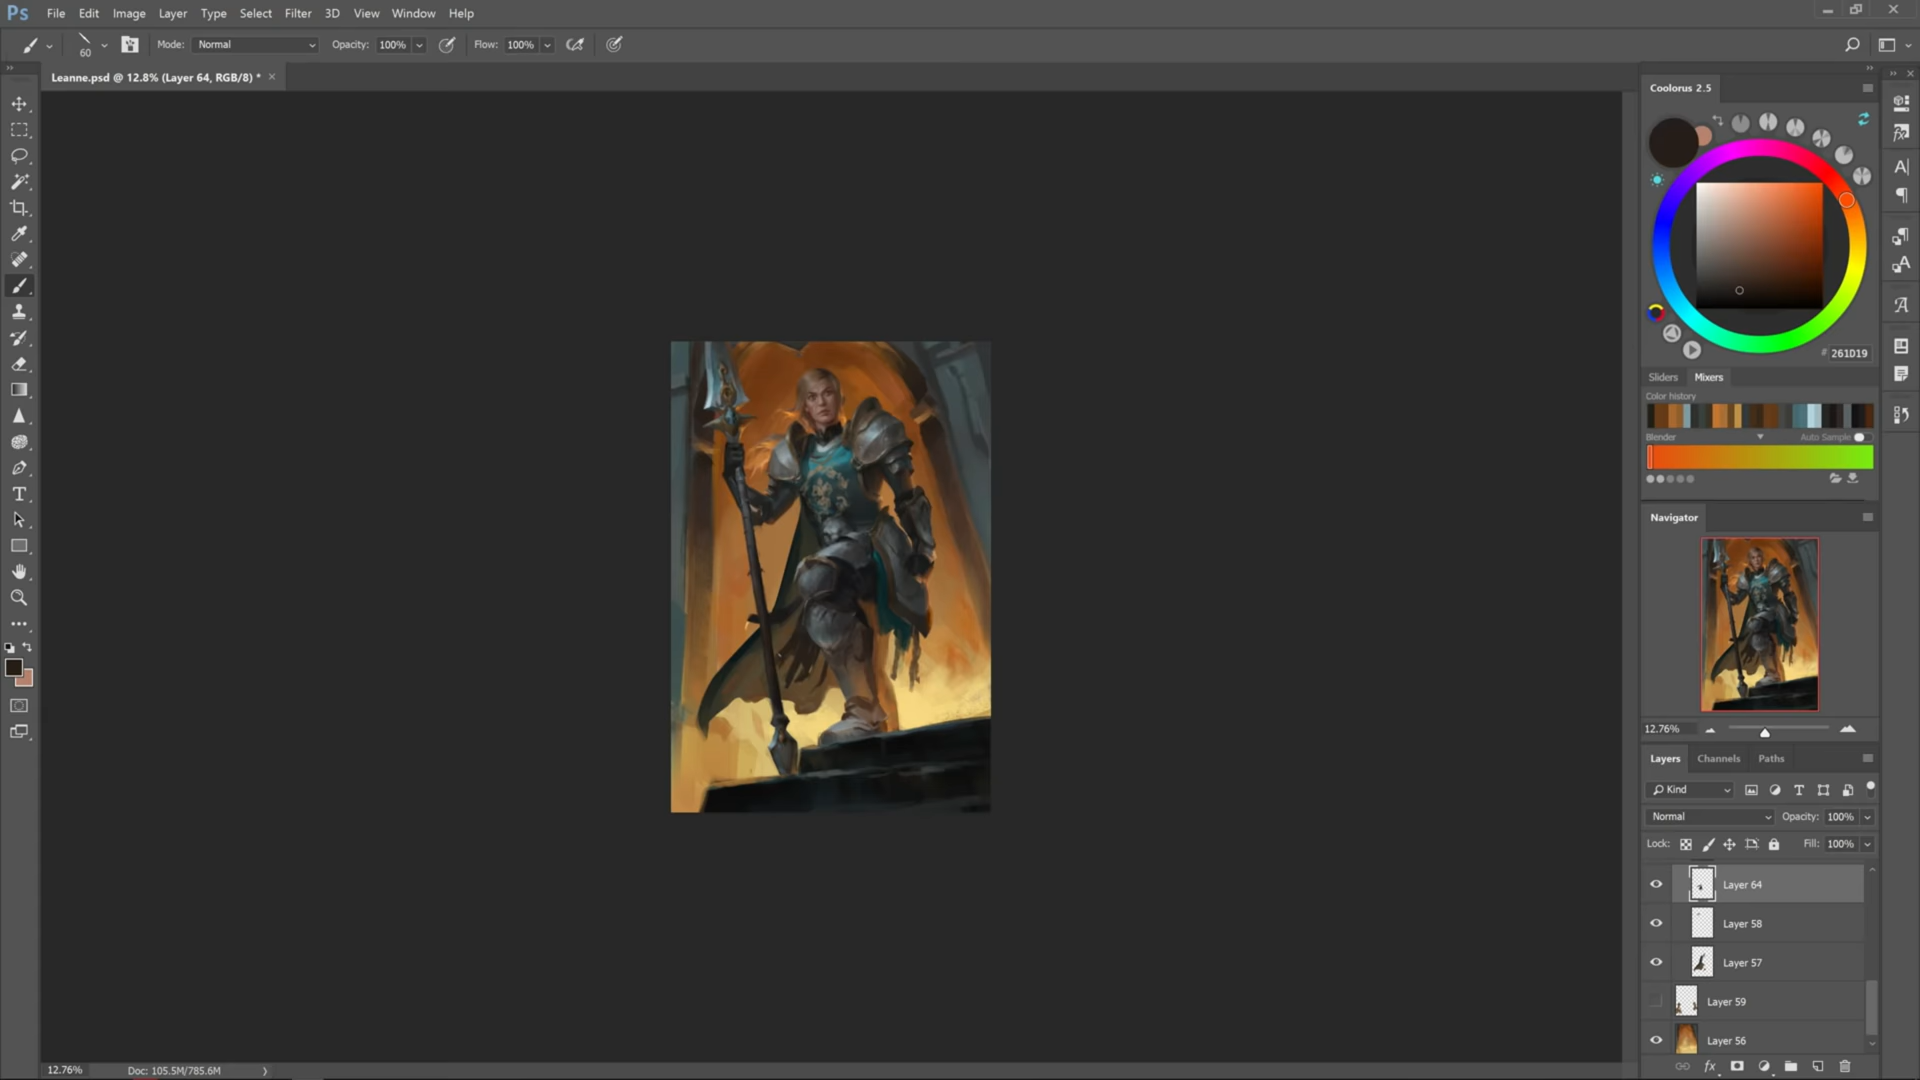 Ps File Edit Image Layer Type Select Filter 3D View Window Help
60 Mode: Normal Opacity: 100% Flow: 100%
Leanne.psd @ 12.8% (Layer 64, RGB/8) * ×
Coolorus 2.5
# 261D19
Sliders Mixers
Color history
Blender Auto Sample
Navigator
12.76%
Layers Channels Paths
Kind
Normal Opacity: 100%
Lock: Fill: 100%
Layer 64
Layer 58
Layer 57
Layer 59
Layer 56
12.76% Doc: 105.5M/785.6M